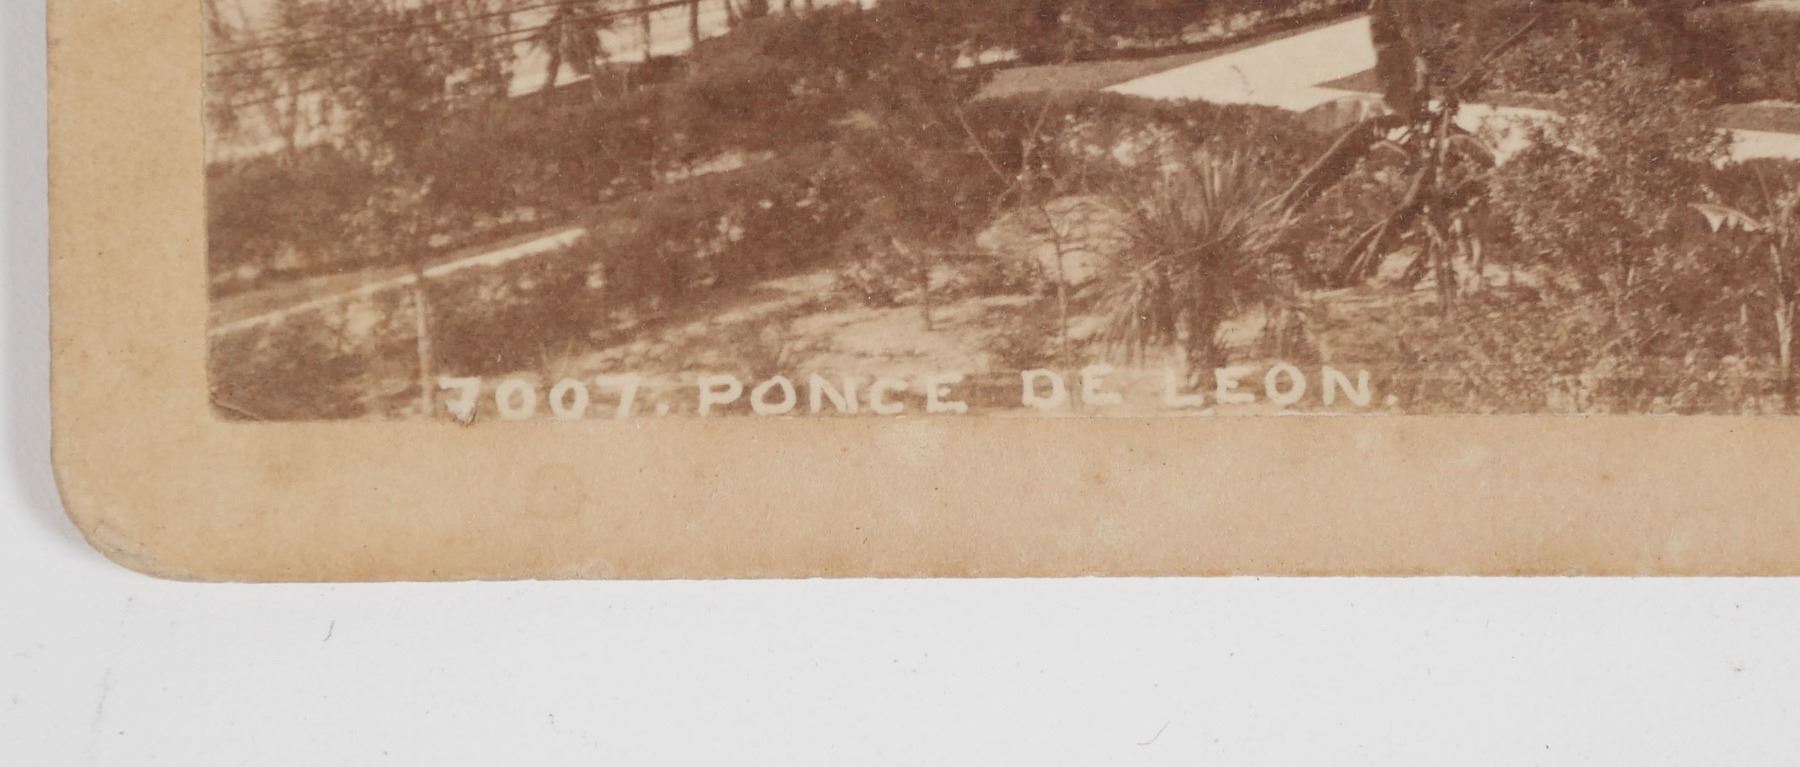 7007. PONCE DE LEON.